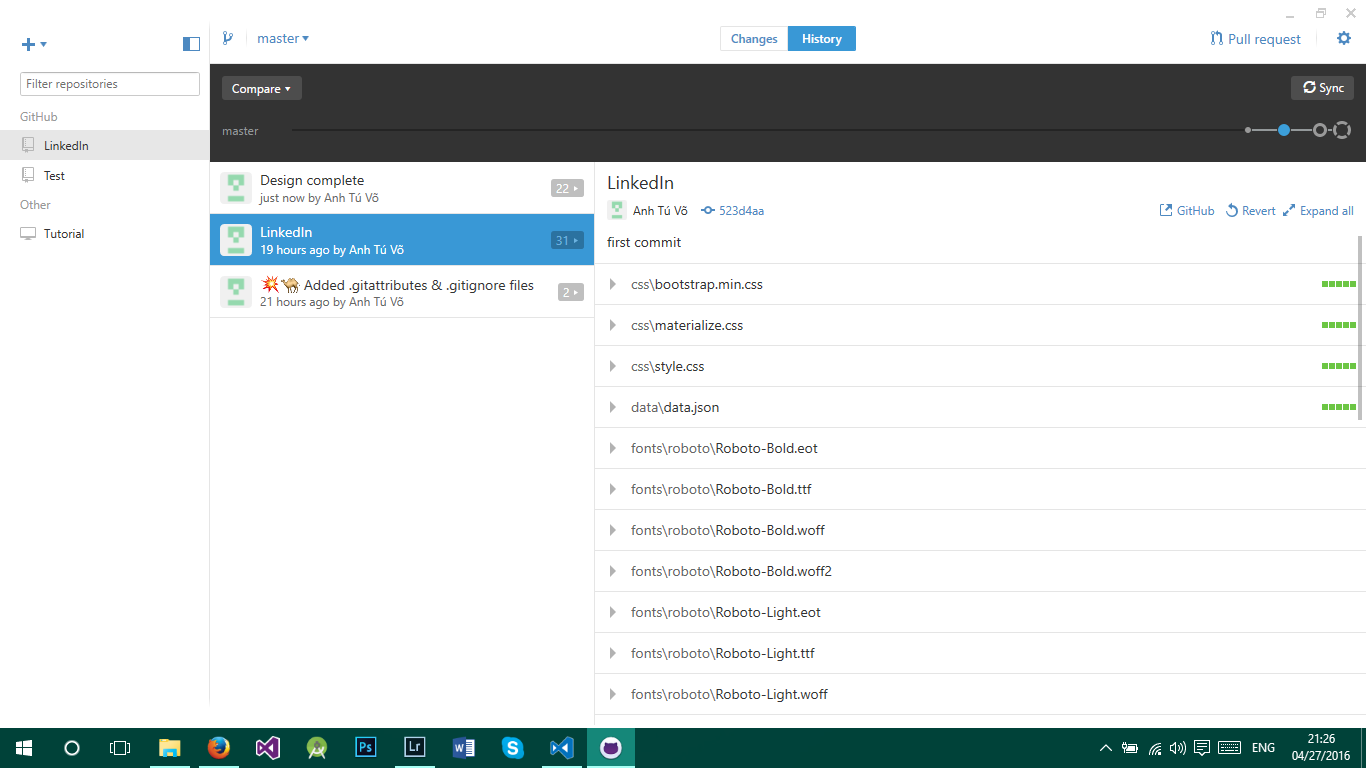 master
Changes
History
Pull request
Filter repositories
GitHub
LinkedIn
Test
Other
Tutorial
Compare
Sync
master
Design complete
just now by Anh Tú Võ
22
LinkedIn
19 hours ago by Anh Tú Võ
31
Added .gitattributes & .gitignore files
21 hours ago by Anh Tú Võ
2
LinkedIn
Anh Tú Võ 523d4aa
GitHub Revert Expand all
first commit
css\bootstrap.min.css
css\materialize.css
css\style.css
data\data.json
fonts\roboto\Roboto-Bold.eot
fonts\roboto\Roboto-Bold.ttf
fonts\roboto\Roboto-Bold.woff
fonts\roboto\Roboto-Bold.woff2
fonts\roboto\Roboto-Light.eot
fonts\roboto\Roboto-Light.ttf
fonts\roboto\Roboto-Light.woff
Ps
Lr
W
S
ENG
21:26
04/27/2016